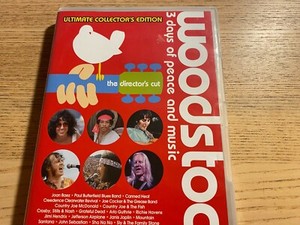 ULTIMATE COLLECTOR'S EDITION
the director's cut
woodstoc
3 days of peace and music
Joan Baez • Paul Butterfield Blues Band • Canned Heat
Creedence Clearwater Revival • Joe Cocker & The Grease Band
Country Joe McDonald • Country Joe & The Fish
Crosby, Stills & Nash • Grateful Dead • Arlo Guthrie • Richie Havens
Jimi Hendrix • Jefferson Airplane • Janis Joplin • Mountain
Santana • John Sebastian • Sha Na Na • Sly & The Family Stone